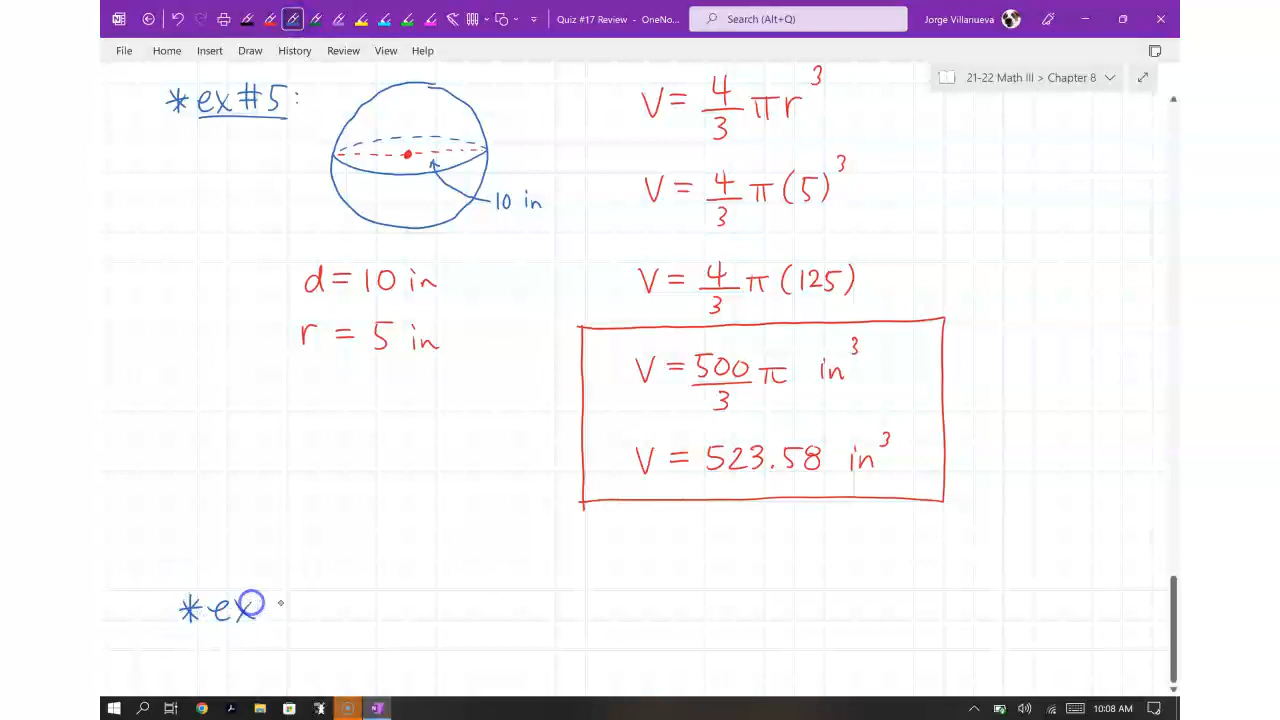 Quiz #17 Review - OneNo...
Search (Alt+Q)
Jorge Villanueva
File Home Insert Draw History Review View Help
21-22 Math III > Chapter 8
*ex#5:
10 in
d = 10 in
r = 5 in
V = 4/3 πr³
V = 4/3 π(5)³
V = 4/3 π(125)
V = 500/3 π in³
V = 523.58 in³
*ex
10:08 AM